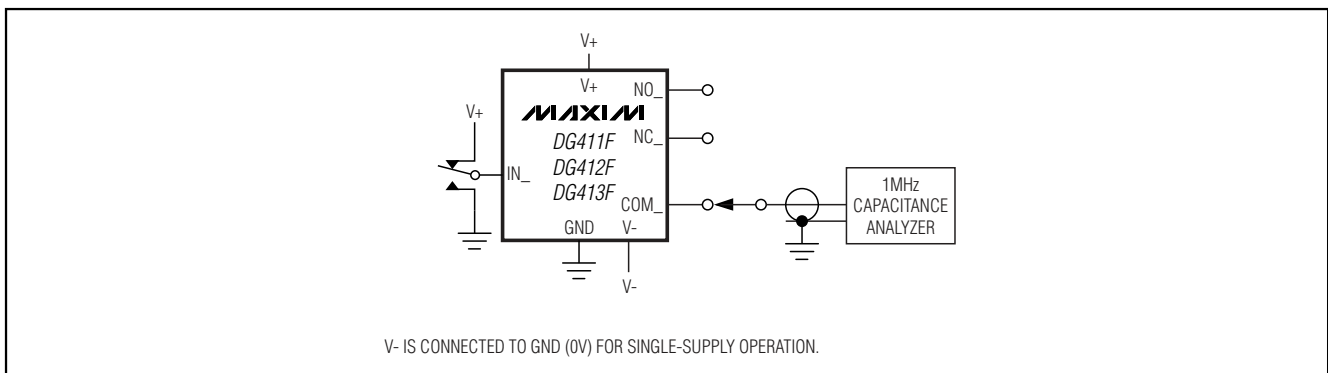 V+
V+
NO_
V+
MAXIM
NC_
DG411F
IN_
DG412F
DG413F
COM_
1MHz
CAPACITANCE
ANALYZER
GND
V-
V-
V- IS CONNECTED TO GND (0V) FOR SINGLE-SUPPLY OPERATION.